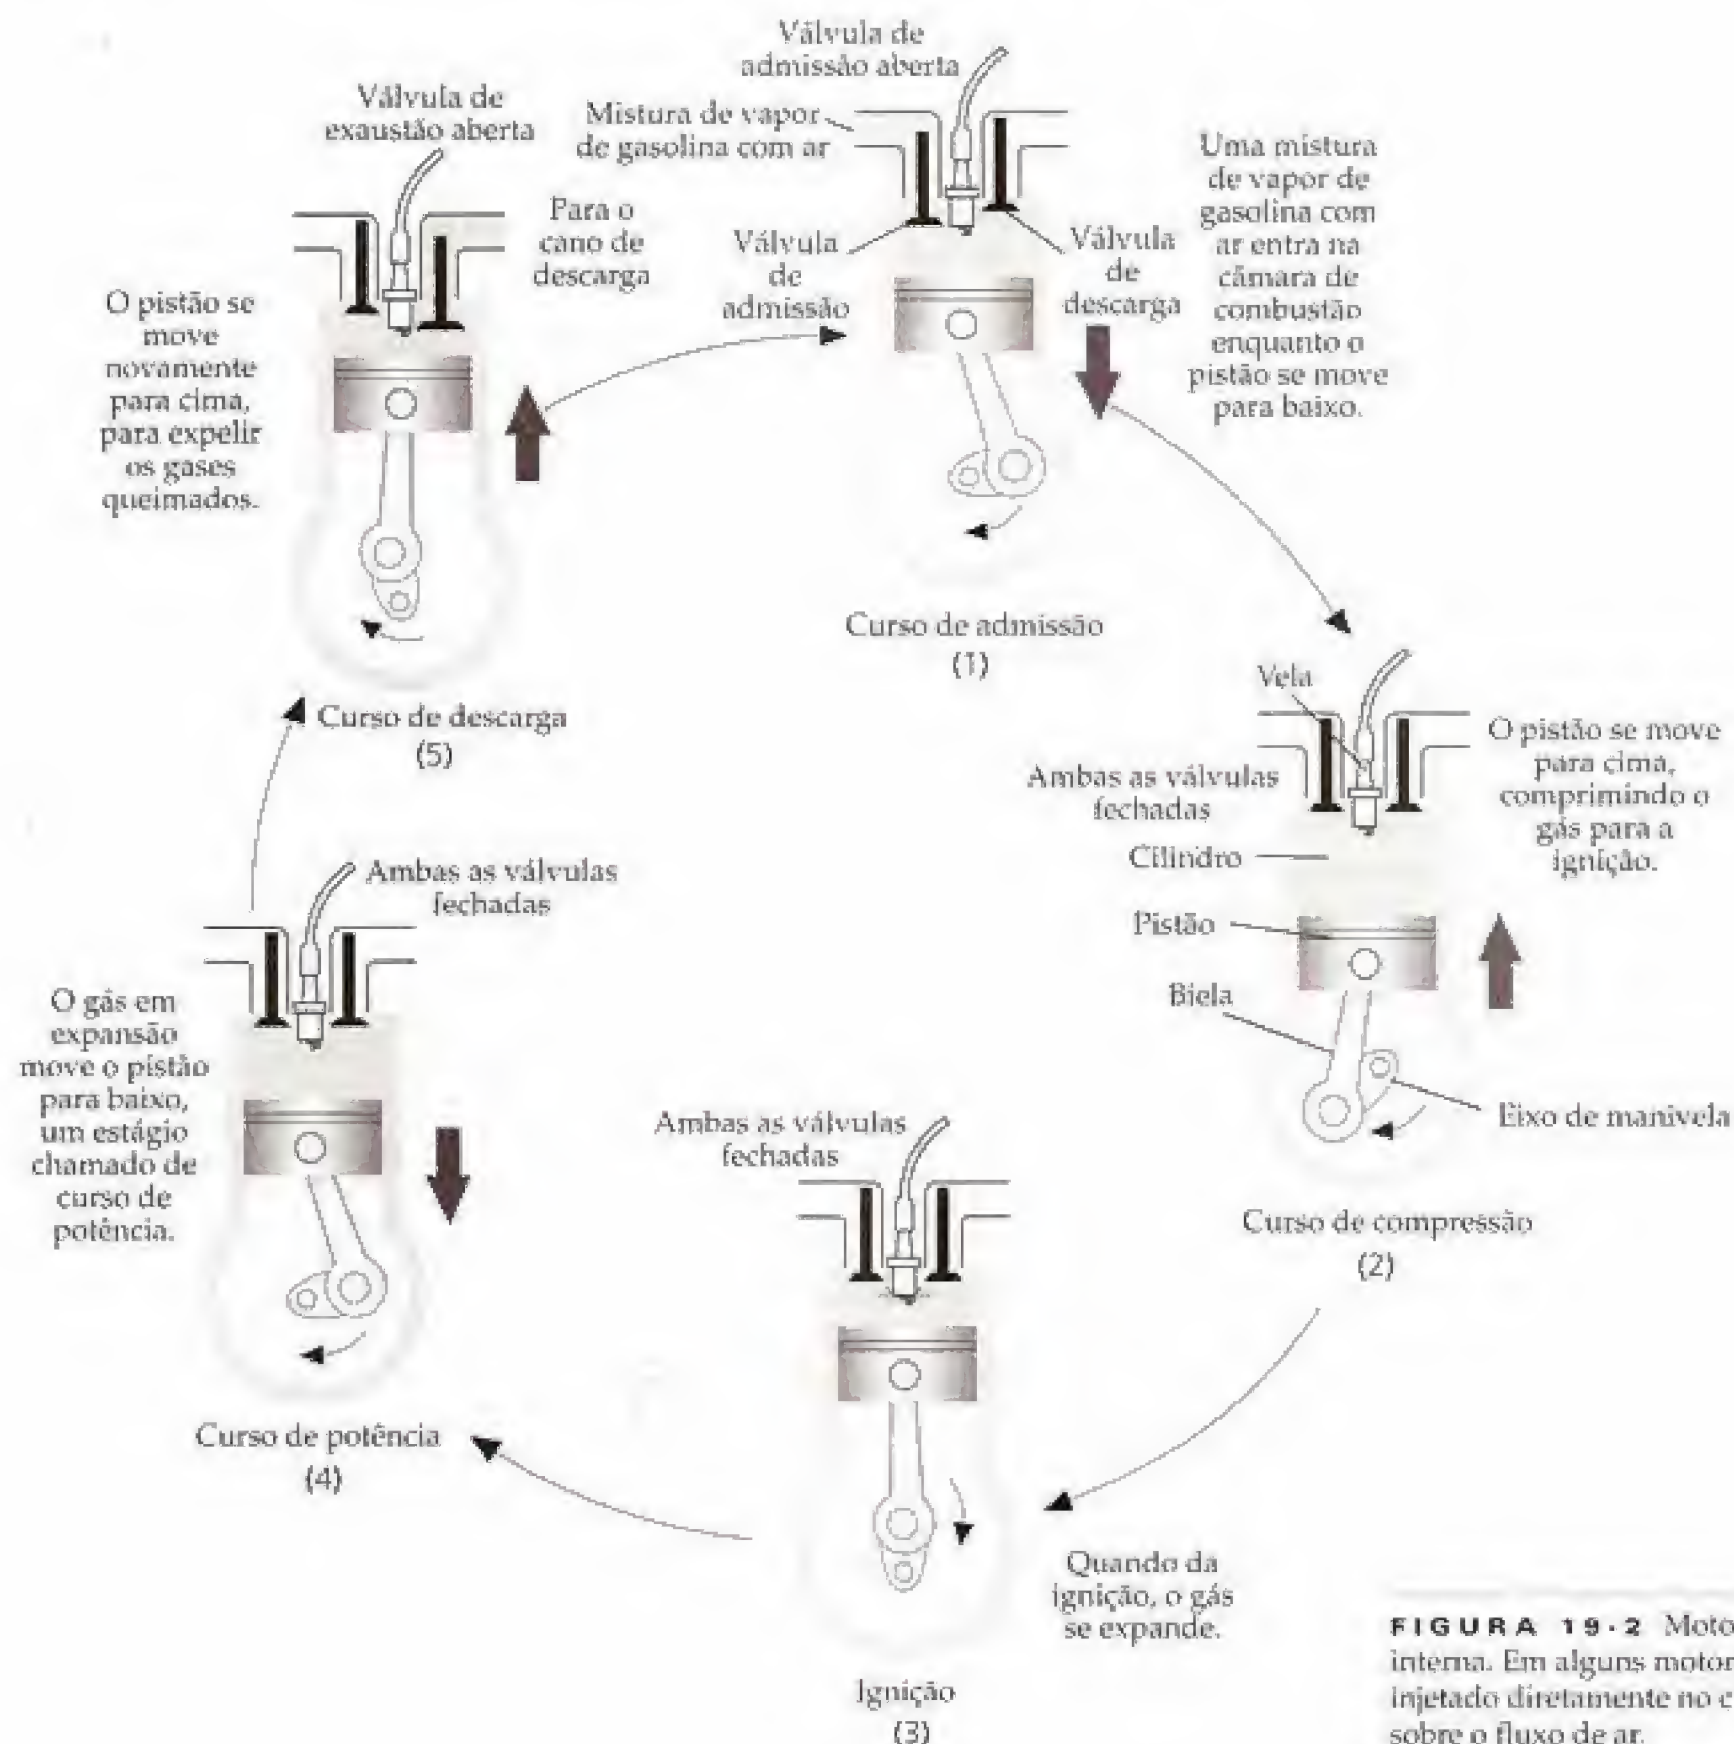 Válvula de
admissão aberta
Mistura de vapor
de gasolina com ar
Válvula
de
admissão
Válvula
de
descarga
Uma mistura
de vapor de
gasolina com
ar entra na
câmara de
combustão
enquanto o
pistão se move
para baixo.
Curso de admissão
(1)
Vela
Ambas as válvulas
fechadas
Cilindro
Pistão
Biela
Eixo de manivela
O pistão se move
para cima,
comprimindo o
gás para a
ignição.
Curso de compressão
(2)
Ambas as válvulas
fechadas
Quando da
ignição, o gás
se expande.
Ignição
(3)
Ambas as válvulas
fechadas
O gás em
expansão
move o pistão
para baixo,
um estágio
chamado de
curso de
potência.
Curso de potência
(4)
Válvula de
exaustão aberta
Para o
cano de
descarga
O pistão se
move
novamente
para cima,
para expelir
os gases
queimados.
Curso de descarga
(5)
FIGURA 19-2 Moto
interna. Em alguns motor
injetado diretamente no c
sobre o fluxo de ar.